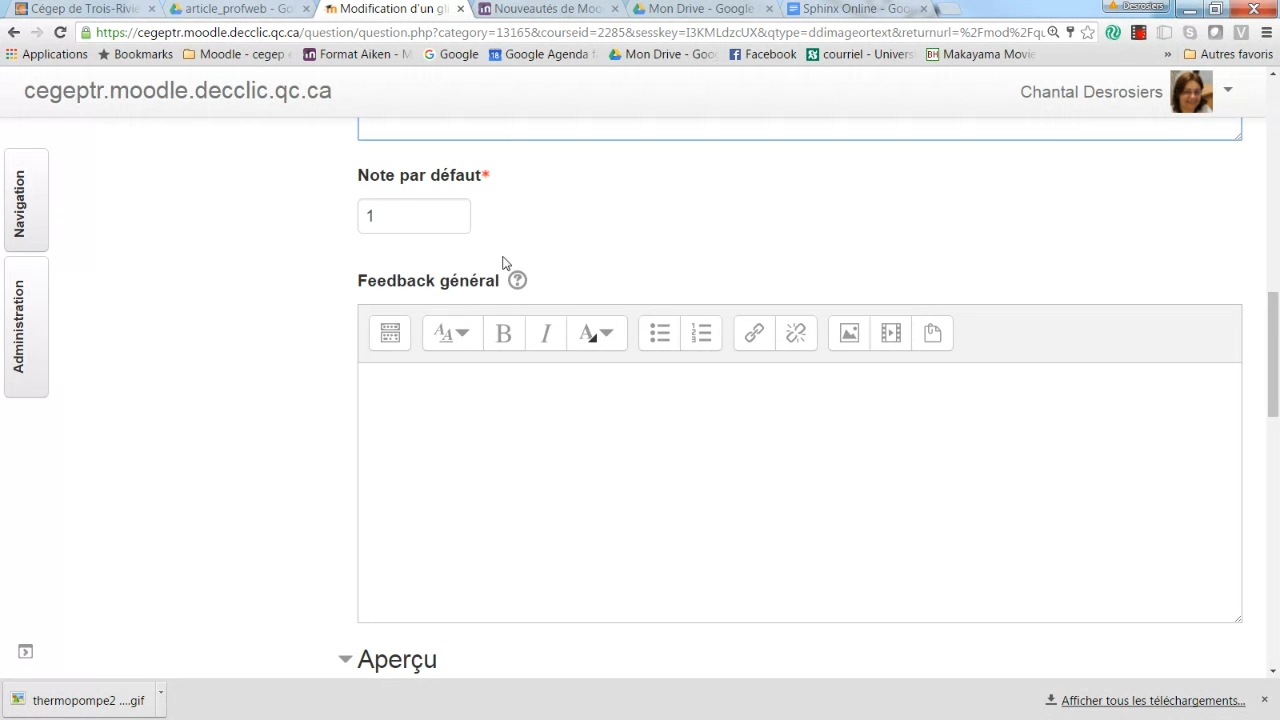 Cégep de Trois-Rivie
article_profweb - Go
Modification d'un gl
Nouveautés de Moo
Mon Drive - Google
Sphinx Online - Goo
Desrosiers
https://cegeptr.moodle.decclic.qc.ca/question/question.php?category=13165&courseid=2285&sesskey=I3KMLdzcUX&qtype=ddimageortext&returnurl=%2Fmod%2Fqu
Applications
Bookmarks
Moodle - cegep
Format Aiken - M
Google
Google Agenda
Mon Drive - Goo
Facebook
courriel - Univers
Makayama Movie
»
Autres favoris
cegeptr.moodle.decclic.qc.ca
Chantal Desrosiers
Navigation
Administration
Note par défaut*
1
Feedback général
Aperçu
thermopompe2 ....gif
Afficher tous les téléchargements...